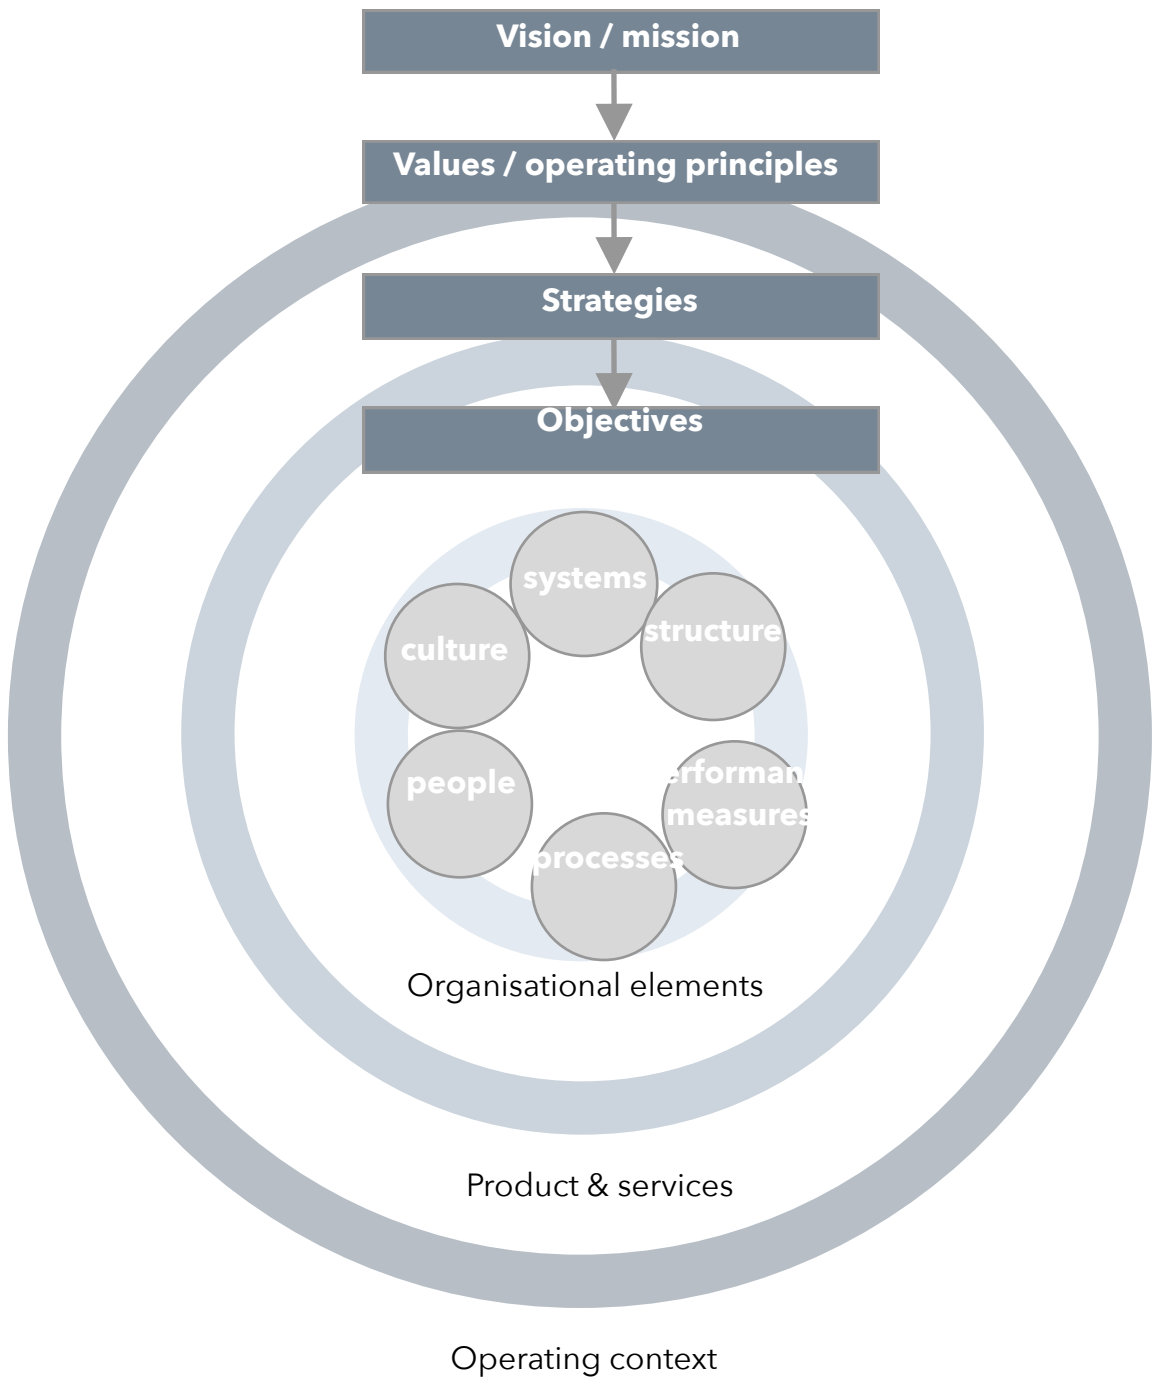 Vision / mission
Values / operating principles
Strategies
Objectives
systems
structure
culture
people
erforman
measures
processes
Organisational elements
Product & services
Operating context